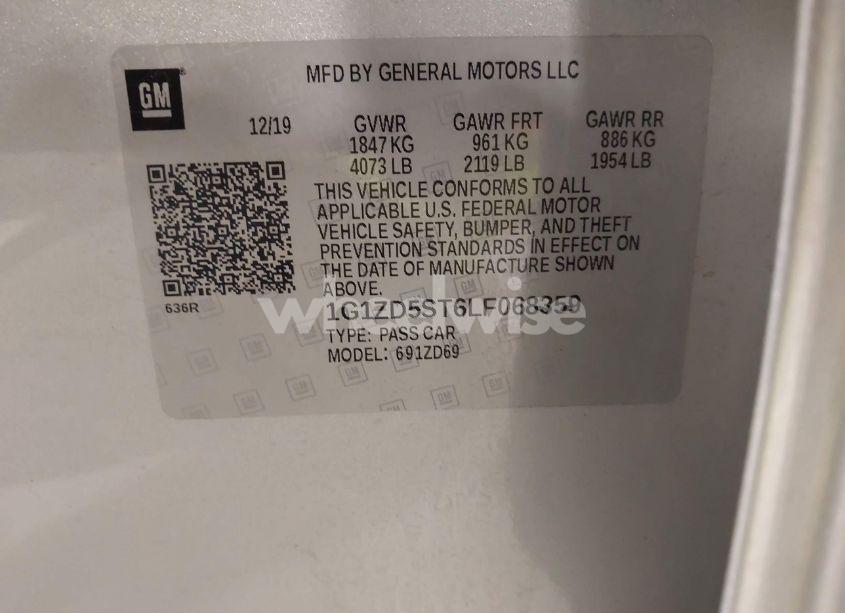 GM
MFD BY GENERAL MOTORS LLC
12/19 GVWR GAWR FRT GAWR RR
1847 KG 961 KG 886 KG
4073 LB 2119 LB 1954 LB
THIS VEHICLE CONFORMS TO ALL
APPLICABLE U.S. FEDERAL MOTOR
VEHICLE SAFETY, BUMPER, AND THEFT
PREVENTION STANDARDS IN EFFECT ON
THE DATE OF MANUFACTURE SHOWN
ABOVE.
636R
1G1ZD5ST6LF068359
wheelwise
TYPE: PASS CAR
MODEL: 691ZD69